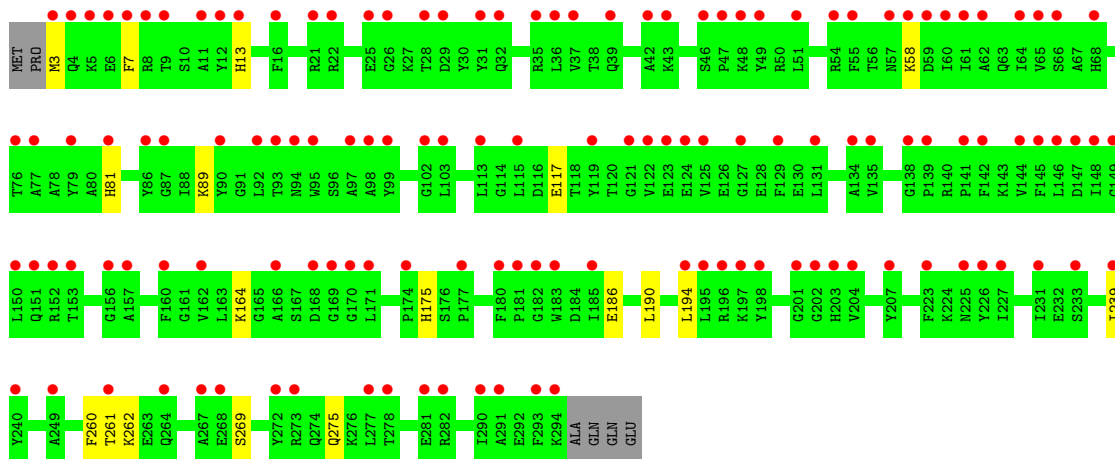 MET PRO M3 Q4 K5 E6 F7 R8 T9 S10 A11 Y12 H13 F16 R21 R22 E25 G26 K27 T28 D29 Y30 Y31 Q32 R35 L36 V37 T38 Q39 A42 K43 S46 P47 K48 Y49 R50 L51 R54 F55 T56 N57 K58 D59 I60 I61 A62 Q63 I64 V65 S66 A67 H68
T76 A77 A78 Y79 A80 H81 Y86 G87 I88 K89 Y90 G91 L92 T93 N94 W95 S96 A97 A98 Y99 G102 L103 L113 G114 L115 D116 E117 T118 Y119 T120 G121 V122 E123 E124 V125 E126 G127 E128 F129 E130 L131 A134 V135 G138 P139 R140 P141 F142 K143 V144 F145 L146 D147 I148 G149
L150 Q151 R152 T153 G156 A157 F160 G161 V162 L163 K164 G165 A166 S167 D168 G169 G170 L171 P174 H175 S176 P177 F180 P181 G182 W183 D184 I185 E186 L190 L194 L195 R196 K197 Y198 G201 G202 H203 V204 Y207 F223 K224 N225 Y226 I227 I231 E232 S233 I239
Y240 A249 F260 T261 K262 E263 Q264 A267 E268 S269 Y272 R273 Q274 Q275 K276 L277 T278 E281 R282 I290 A291 E292 F293 K294 ALA GLN GLN GLU